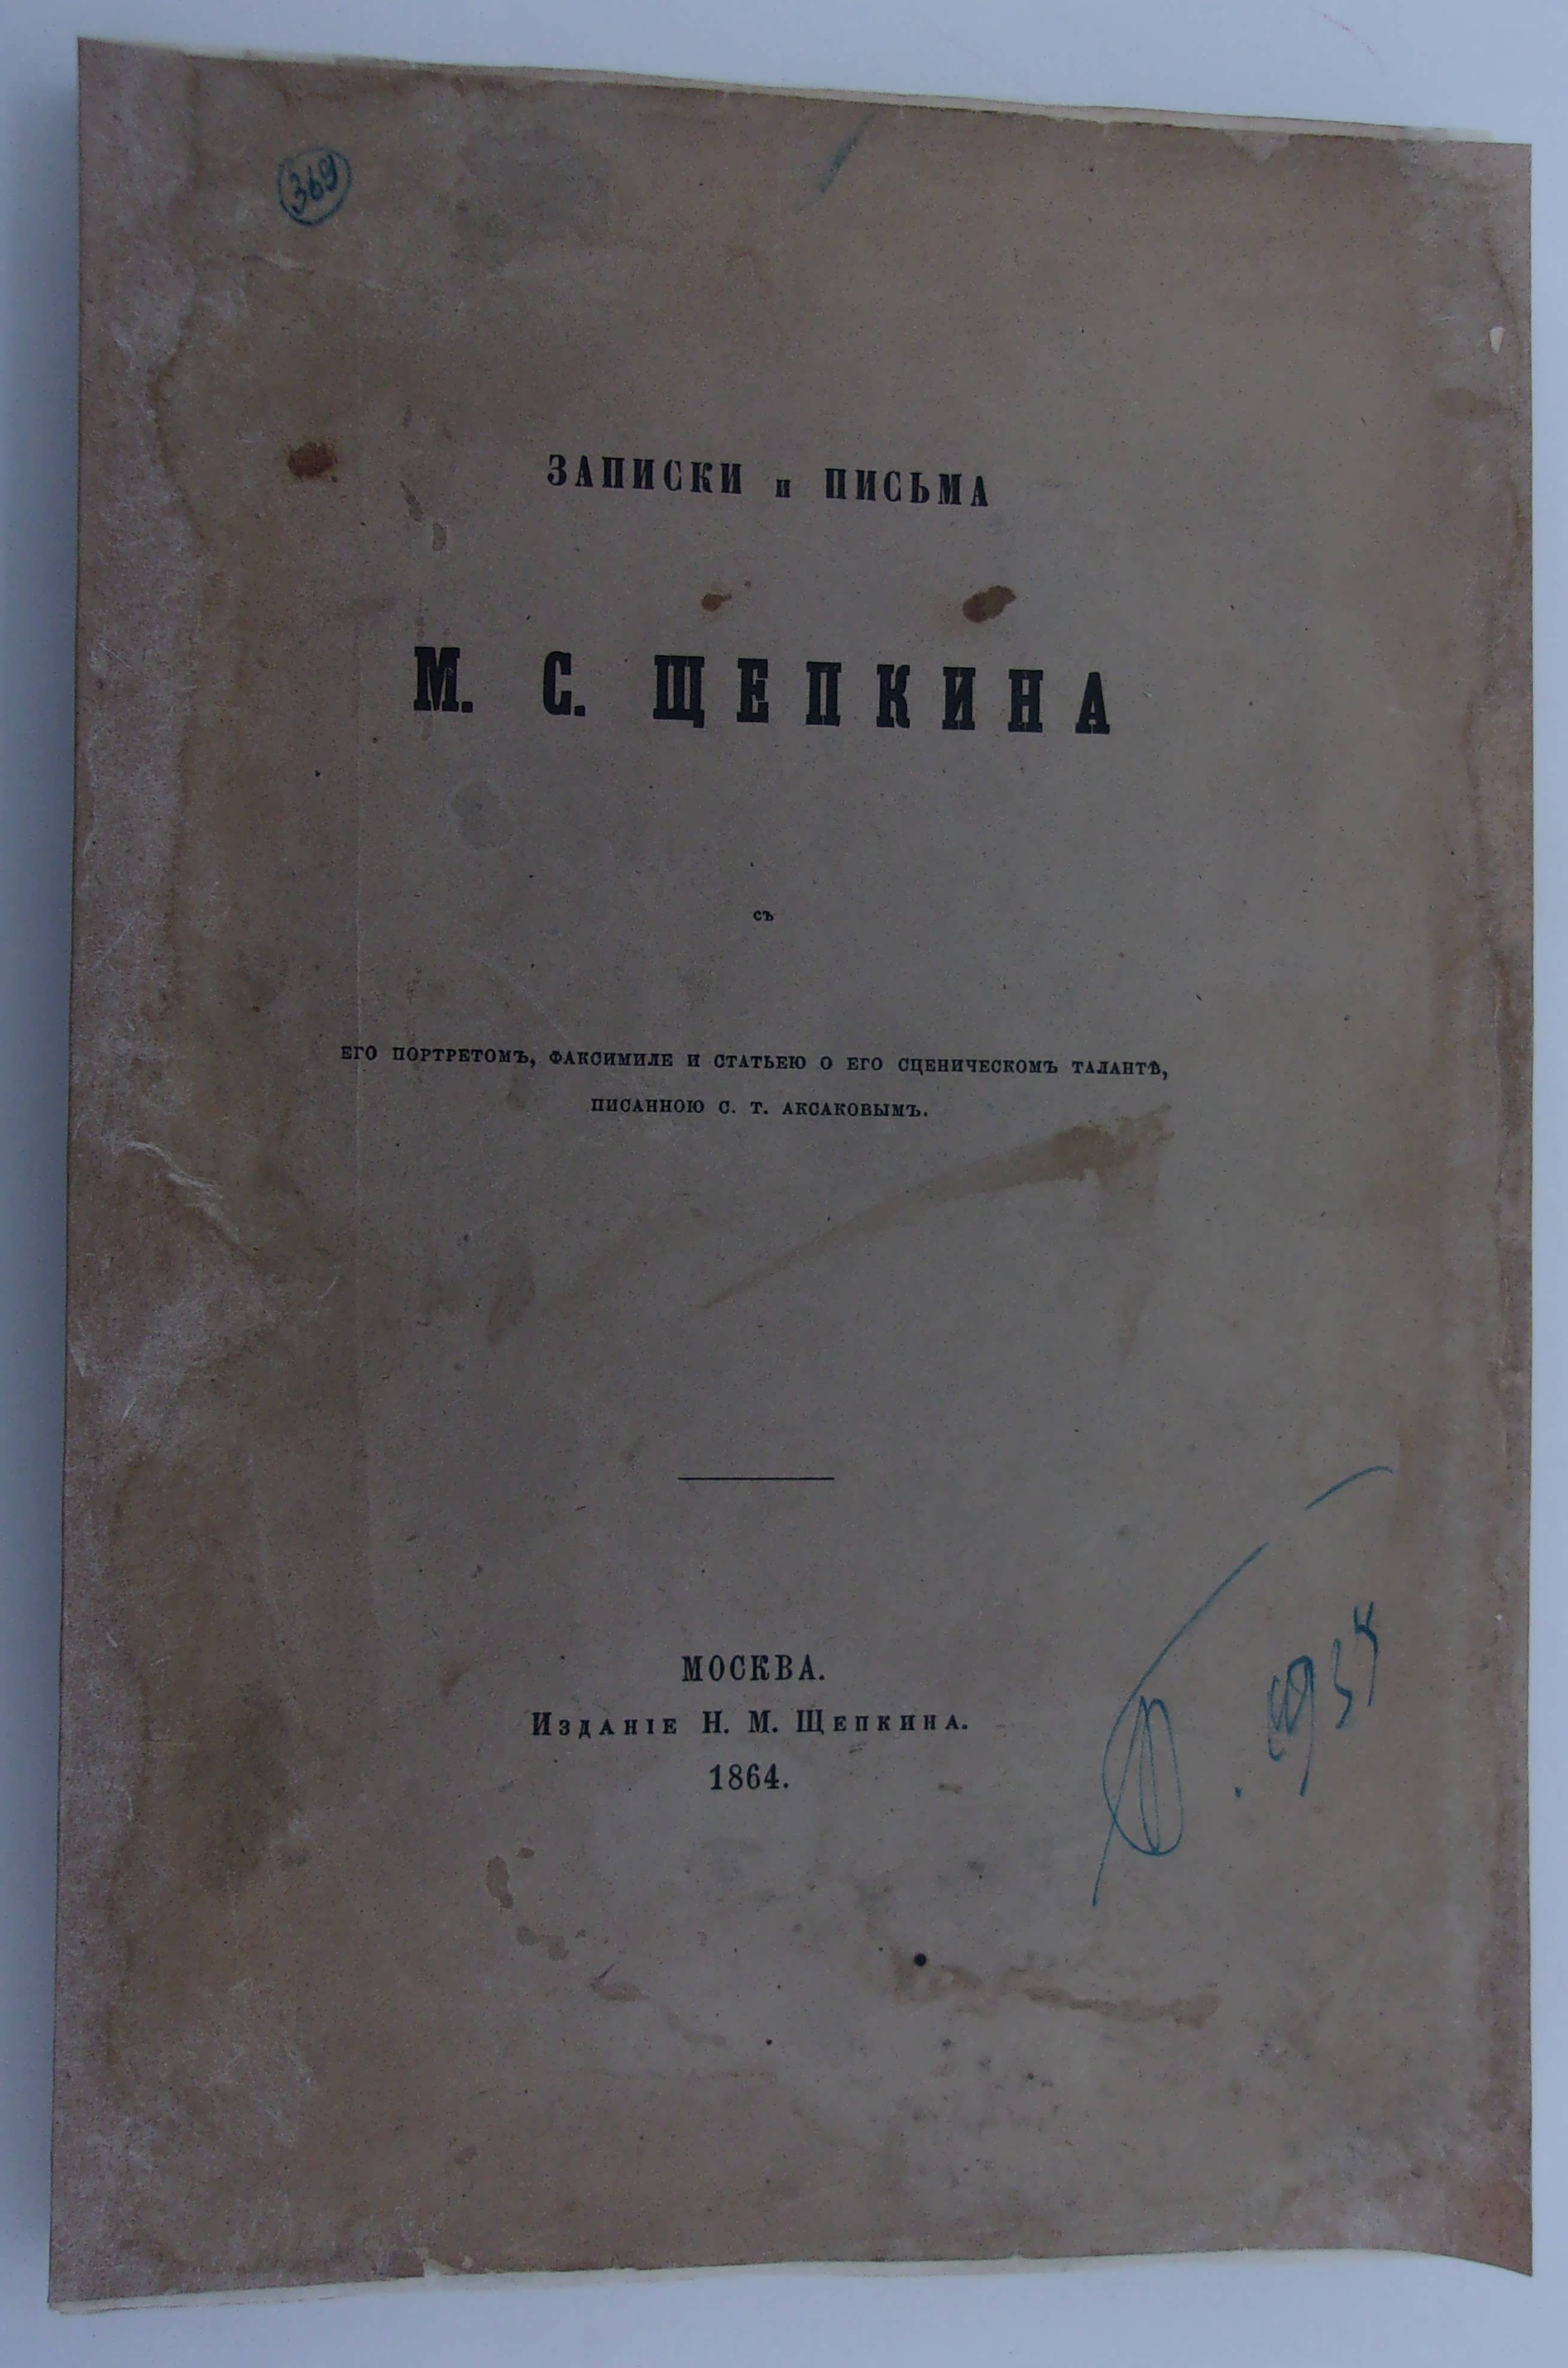 369
ЗАПИСКИ и ПИСЬМА
М. С. ЩЕПКИНА
съ
ЕГО ПОРТРЕТОМЪ, ФАКСИМИЛЕ И СТАТЬЕЮ О ЕГО СЦЕНИЧЕСКОМЪ ТАЛАНТѢ,
ПИСАННОЮ С. Т. АКСАКОВЫМЪ.
МОСКВА.
Изданіе Н. М. Щепкина.
1864.